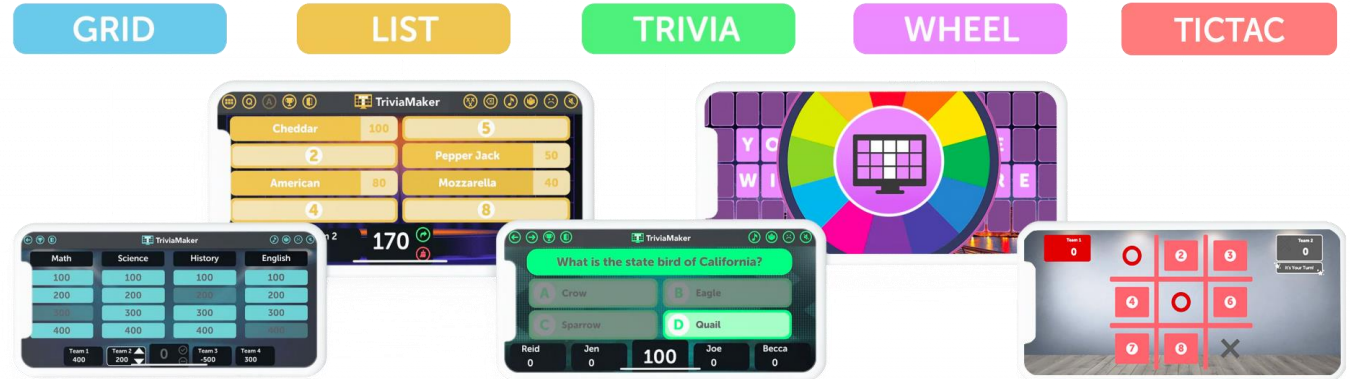 GRID
LIST
TRIVIA
WHEEL
TICTAC
TriviaMaker
Cheddar 100
5
2
Pepper Jack 50
American 80
Mozzarella 40
4
8
170
Y O
W I
E
TriviaMaker
Math Science History English
100 100 100 100
200 200 200 200
300 300 300
400 400 400 400
Team 1 400
Team 2 200
0
Team 3 -500
Team 4 300
TriviaMaker
What is the state bird of California?
A Crow
B Eagle
C Sparrow
D Quail
Reid 0
Jen 0
100
Joe 0
Becca 0
Team 1 0
Team 2 0
It's Your Turn!
2 3
4 6
7 8